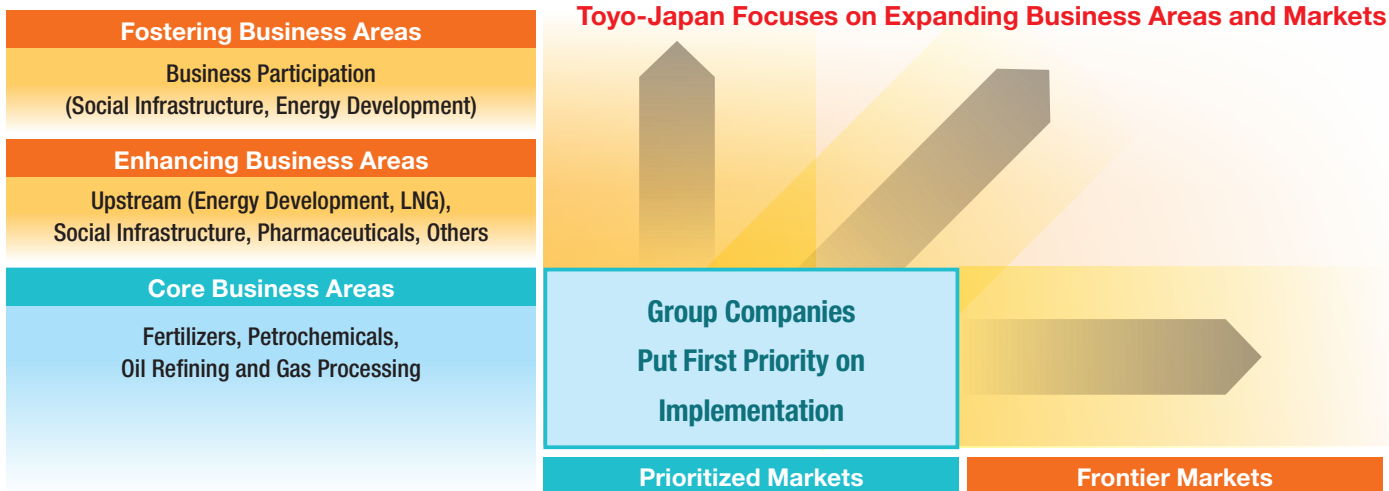 Toyo-Japan Focuses on Expanding Business Areas and Markets
Fostering Business Areas
Business Participation
(Social Infrastructure, Energy Development)
Enhancing Business Areas
Upstream (Energy Development, LNG),
Social Infrastructure, Pharmaceuticals, Others
Core Business Areas
Fertilizers, Petrochemicals,
Oil Refining and Gas Processing
Group Companies
Put First Priority on
Implementation
Prioritized Markets
Frontier Markets